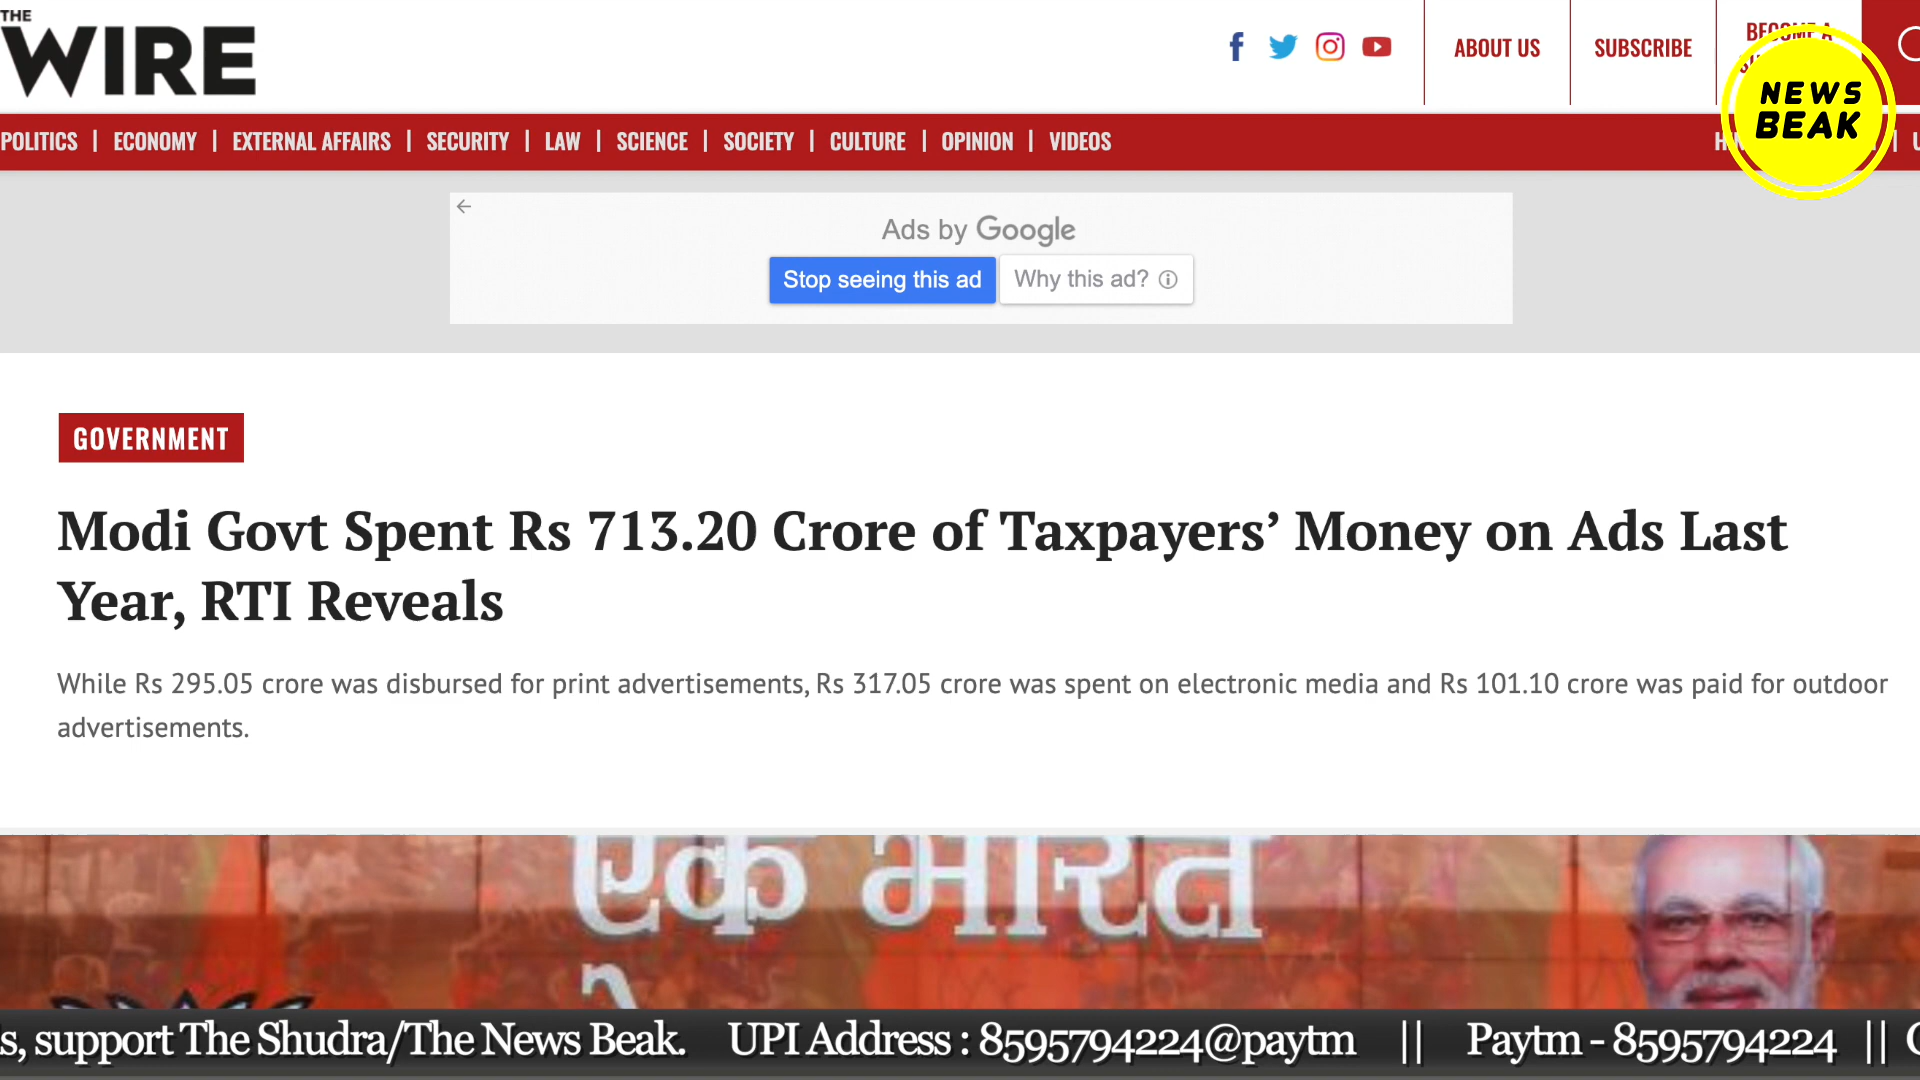 THE
WIRE
ABOUT US
SUBSCRIBE
BECOME A
NEWS
BEAK
POLITICS | ECONOMY | EXTERNAL AFFAIRS | SECURITY | LAW | SCIENCE | SOCIETY | CULTURE | OPINION | VIDEOS
Ads by Google
Stop seeing this ad
Why this ad?
GOVERNMENT
Modi Govt Spent Rs 713.20 Crore of Taxpayers’ Money on Ads Last
Year, RTI Reveals
While Rs 295.05 crore was disbursed for print advertisements, Rs 317.05 crore was spent on electronic media and Rs 101.10 crore was paid for outdoor
advertisements.
एक भारत
s, support The Shudra/The News Beak. UPI Address : 8595794224@paytm || Paytm - 8595794224 ||